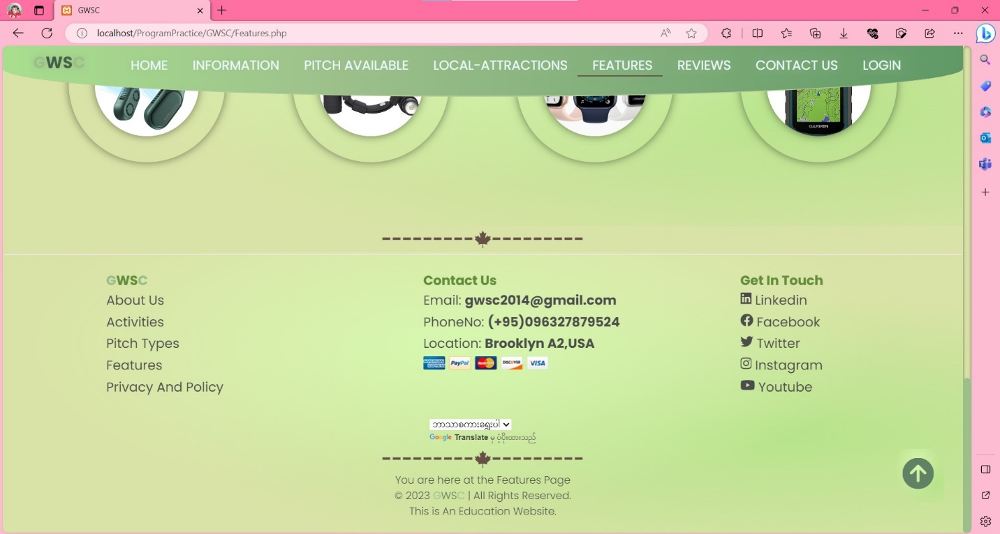 GWSC
localhost/ProgramPractice/GWSC/Features.php
GWSC
HOME
INFORMATION
PITCH AVAILABLE
LOCAL-ATTRACTIONS
FEATURES
REVIEWS
CONTACT US
LOGIN
GARMIN
GWSC
About Us
Activities
Pitch Types
Features
Privacy And Policy
Contact Us
Email: gwsc2014@gmail.com
PhoneNo: (+95)096327879524
Location: Brooklyn A2,USA
AMERICAN EXPRESS
PayPal
MasterCard
DISCOVER
VISA
Get In Touch
Linkedin
Facebook
Twitter
Instagram
Youtube
ဘာသာစကားရွေးပါ
Google Translate မှ ပံ့ပိုးထားသည်
You are here at the Features Page
© 2023 GWSC | All Rights Reserved.
This is An Education Website.